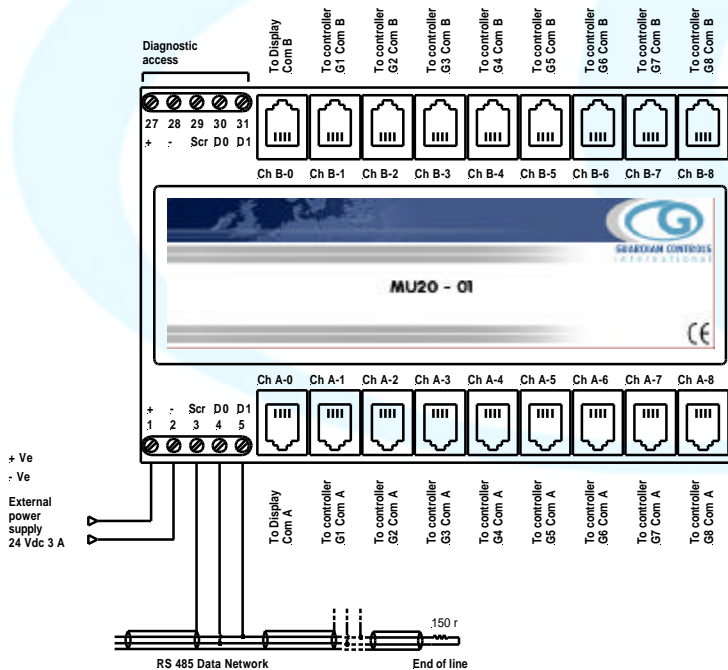 Diagnostic
access
To Display
Com B
To controller
G1 Com B
To controller
G2 Com B
To controller
G3 Com B
To controller
G4 Com B
To controller
G5 Com B
To controller
G6 Com B
To controller
G7 Com B
To controller
G8 Com B
27 28 29 30 31
+ - Scr D0 D1
Ch B-0 Ch B-1 Ch B-2 Ch B-3 Ch B-4 Ch B-5 Ch B-6 Ch B-7 Ch B-8
G
GUARDIAN CONTROLS
international
MU20 - 01
CE
Ch A-0 Ch A-1 Ch A-2 Ch A-3 Ch A-4 Ch A-5 Ch A-6 Ch A-7 Ch A-8
+ - Scr D0 D1
1 2 3 4 5
+ Ve
- Ve
External
power
supply
24 Vdc 3 A
To Display
Com A
To controller
G1 Com A
To controller
G2 Com A
To controller
G3 Com A
To controller
G4 Com A
To controller
G5 Com A
To controller
G6 Com A
To controller
G7 Com A
To controller
G8 Com A
150 r
RS 485 Data Network
End of line